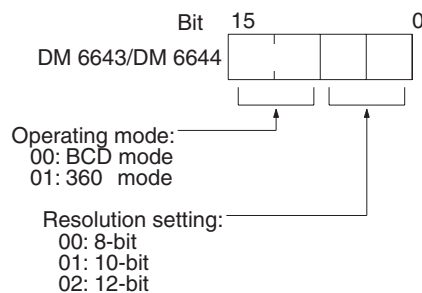 Bit 15 0
DM 6643/DM 6644
Operating mode:
00: BCD mode
01: 360 mode
Resolution setting:
00: 8-bit
01: 10-bit
02: 12-bit